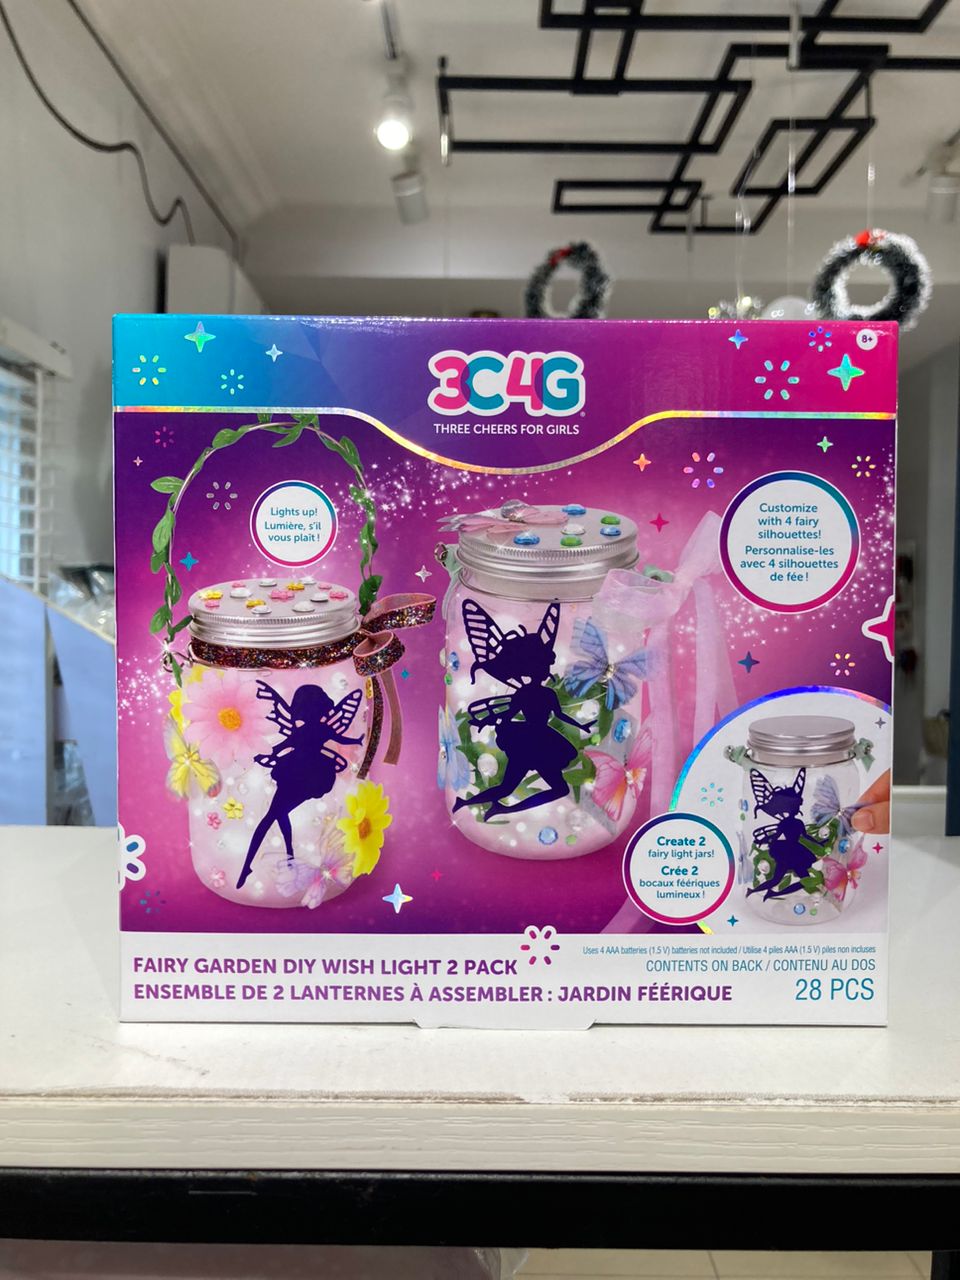 8+
3C4G®
THREE CHEERS FOR GIRLS
Lights up!
Lumière, s'il
vous plaît !
Customize
with 4 fairy
silhouettes!
Personnalise-les
avec 4 silhouettes
de fée !
Create 2
fairy light jars!
Crée 2
bocaux féériques
lumineux !
Uses 4 AAA batteries (1.5 V) batteries not included / Utilise 4 piles AAA (1.5 V) piles non incluses
FAIRY GARDEN DIY WISH LIGHT 2 PACK
CONTENTS ON BACK / CONTENU AU DOS
ENSEMBLE DE 2 LANTERNES À ASSEMBLER : JARDIN FÉÉRIQUE
28 PCS